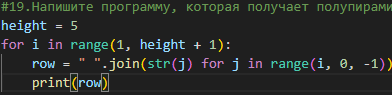 #19.Напишите программу, которая получает полупирами
height = 5
for i in range(1, height + 1):
    row = " ".join(str(j) for j in range(i, 0, -1))
    print(row)